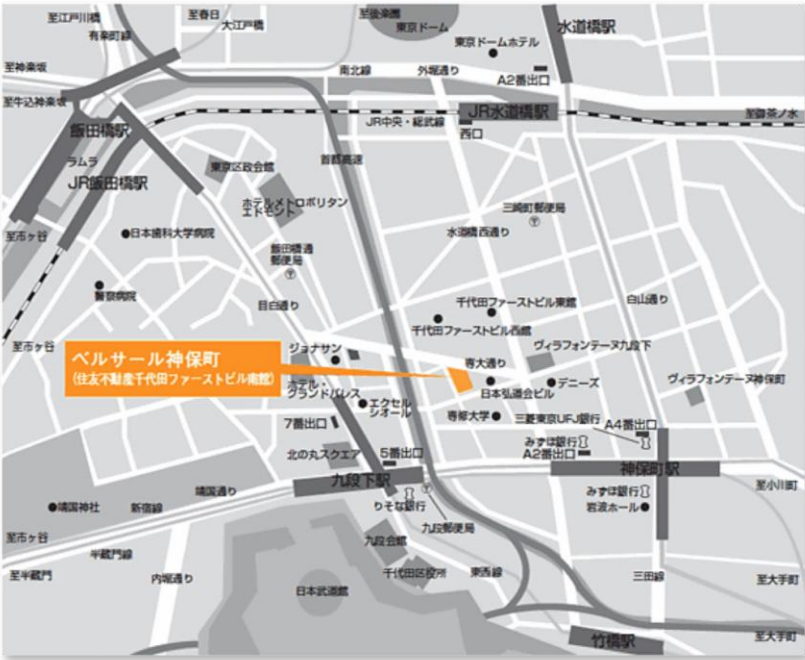 至江戸川橋
至春日
大江戸橋
有楽町線
至後楽園
東京ドーム
東京ドームホテル
水道橋駅
至神楽坂
南北線
外堀通り
A2番出口
至牛込神楽坂
JR水道橋駅
至御茶ノ水
JR中央・総武線
西口
飯田橋駅
ラムラ
JR飯田橋駅
首都高速
東京区政会館
ホテルメトロポリタン
エドモント
三崎町郵便局
至市ヶ谷
日本歯科大学病院
水道橋西通り
飯田橋通
郵便局
警察病院
目白通り
白山通り
千代田ファーストビル東館
千代田ファーストビル西館
至市ヶ谷
ジョナサン
専大通り
ヴィラフォンテーヌ九段下
ベルサール神保町
(住友不動産千代田ファーストビル南館)
ホテル・
グランドパレス
日本弘道会ビル
デニーズ
ヴィラフォンテーヌ神保町
エクセル
シオール
専修大学
三菱東京UFJ銀行
A4番出口
7番出口
みずほ銀行
A2番出口
北の丸スクエア
5番出口
九段下駅
神保町駅
至小川町
靖国通り
みずほ銀行
岩波ホール
靖国神社
新宿線
りそな銀行
九段郵便局
至市ヶ谷
半蔵門線
九段会館
至半蔵門
内堀通り
日本武道館
千代田区役所
東西線
三田線
至大手町
竹橋駅
至大手町